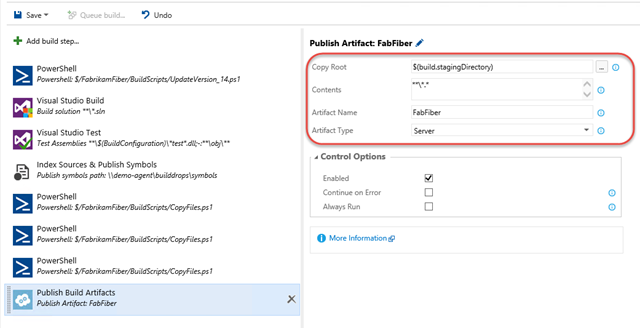 Save
Queue build...
Undo
Add build step...
PowerShell
Powershell: $/FabrikamFiber/BuildScripts/UpdateVersion_14.ps1
Visual Studio Build
Build solution **\*.sln
Visual Studio Test
Test Assemblies **\$(BuildConfiguration)\*test*.dll;-:**\obj\**
Index Sources & Publish Symbols
Publish symbols path: \\demo-agent\builddrops\symbols
PowerShell
Powershell: $/FabrikamFiber/BuildScripts/CopyFiles.ps1
PowerShell
Powershell: $/FabrikamFiber/BuildScripts/CopyFiles.ps1
PowerShell
Powershell: $/FabrikamFiber/BuildScripts/CopyFiles.ps1
Publish Build Artifacts
Publish Artifact: FabFiber
Publish Artifact: FabFiber
Copy Root $(build.stagingDirectory) ...
Contents **\*.*
Artifact Name FabFiber
Artifact Type Server
Control Options
Enabled
Continue on Error
Always Run
More Information